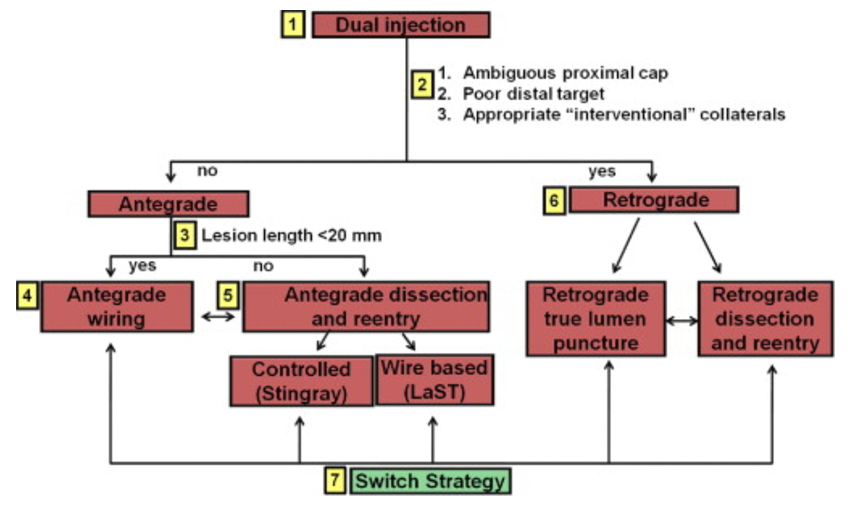 1 Dual injection
2
1. Ambiguous proximal cap
2. Poor distal target
3. Appropriate “interventional” collaterals
no
yes
Antegrade
6 Retrograde
3 Lesion length <20 mm
yes
no
4 Antegrade
wiring
5 Antegrade dissection
and reentry
Retrograde
true lumen
puncture
Retrograde
dissection
and reentry
Controlled
(Stingray)
Wire based
(LaST)
7 Switch Strategy